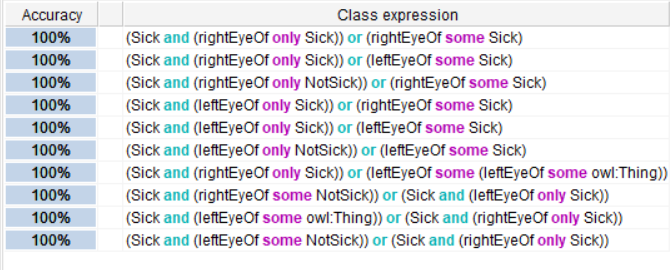 Accuracy Class expression
100% (Sick and (rightEyeOf only Sick)) or (rightEyeOf some Sick)
100% (Sick and (rightEyeOf only Sick)) or (leftEyeOf some Sick)
100% (Sick and (rightEyeOf only NotSick)) or (rightEyeOf some Sick)
100% (Sick and (leftEyeOf only Sick)) or (rightEyeOf some Sick)
100% (Sick and (leftEyeOf only Sick)) or (leftEyeOf some Sick)
100% (Sick and (leftEyeOf only NotSick)) or (leftEyeOf some Sick)
100% (Sick and (rightEyeOf only Sick)) or (leftEyeOf some (leftEyeOf some owl:Thing))
100% (Sick and (rightEyeOf some NotSick)) or (Sick and (leftEyeOf only Sick))
100% (Sick and (leftEyeOf some owl:Thing)) or (Sick and (rightEyeOf only Sick))
100% (Sick and (leftEyeOf some NotSick)) or (Sick and (rightEyeOf only Sick))